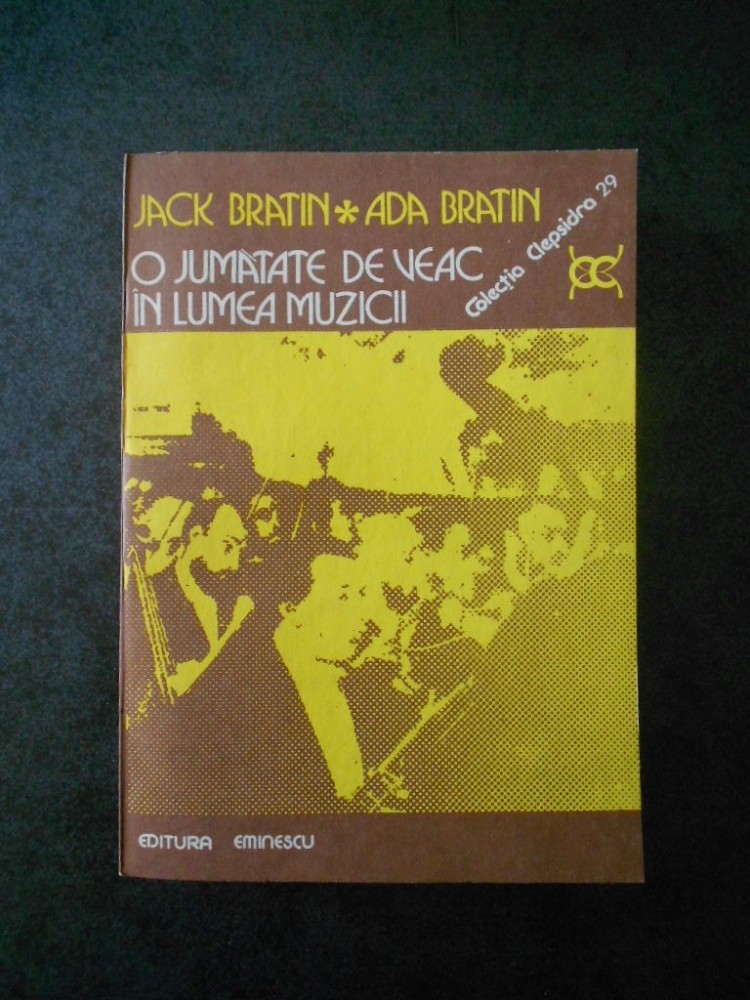 JACK BRATIN * ADA BRATIN
O JUMĂTATE DE VEAC
ÎN LUMEA MUZICII
Colecția Clepsidra 29
EDITURA EMINESCU